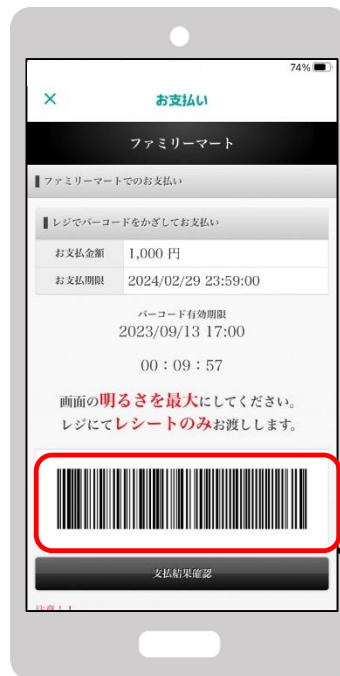 74%
×
お支払い
ファミリーマート
ファミリーマートでのお支払い
レジでバーコードをかざしてお支払い
お支払金額 1,000 円
お支払期限 2024/02/29 23:59:00
バーコード有効期限
2023/09/13 17:00
00：09：57
画面の明るさを最大にしてください。
レジにてレシートのみお渡しします。
支払結果確認